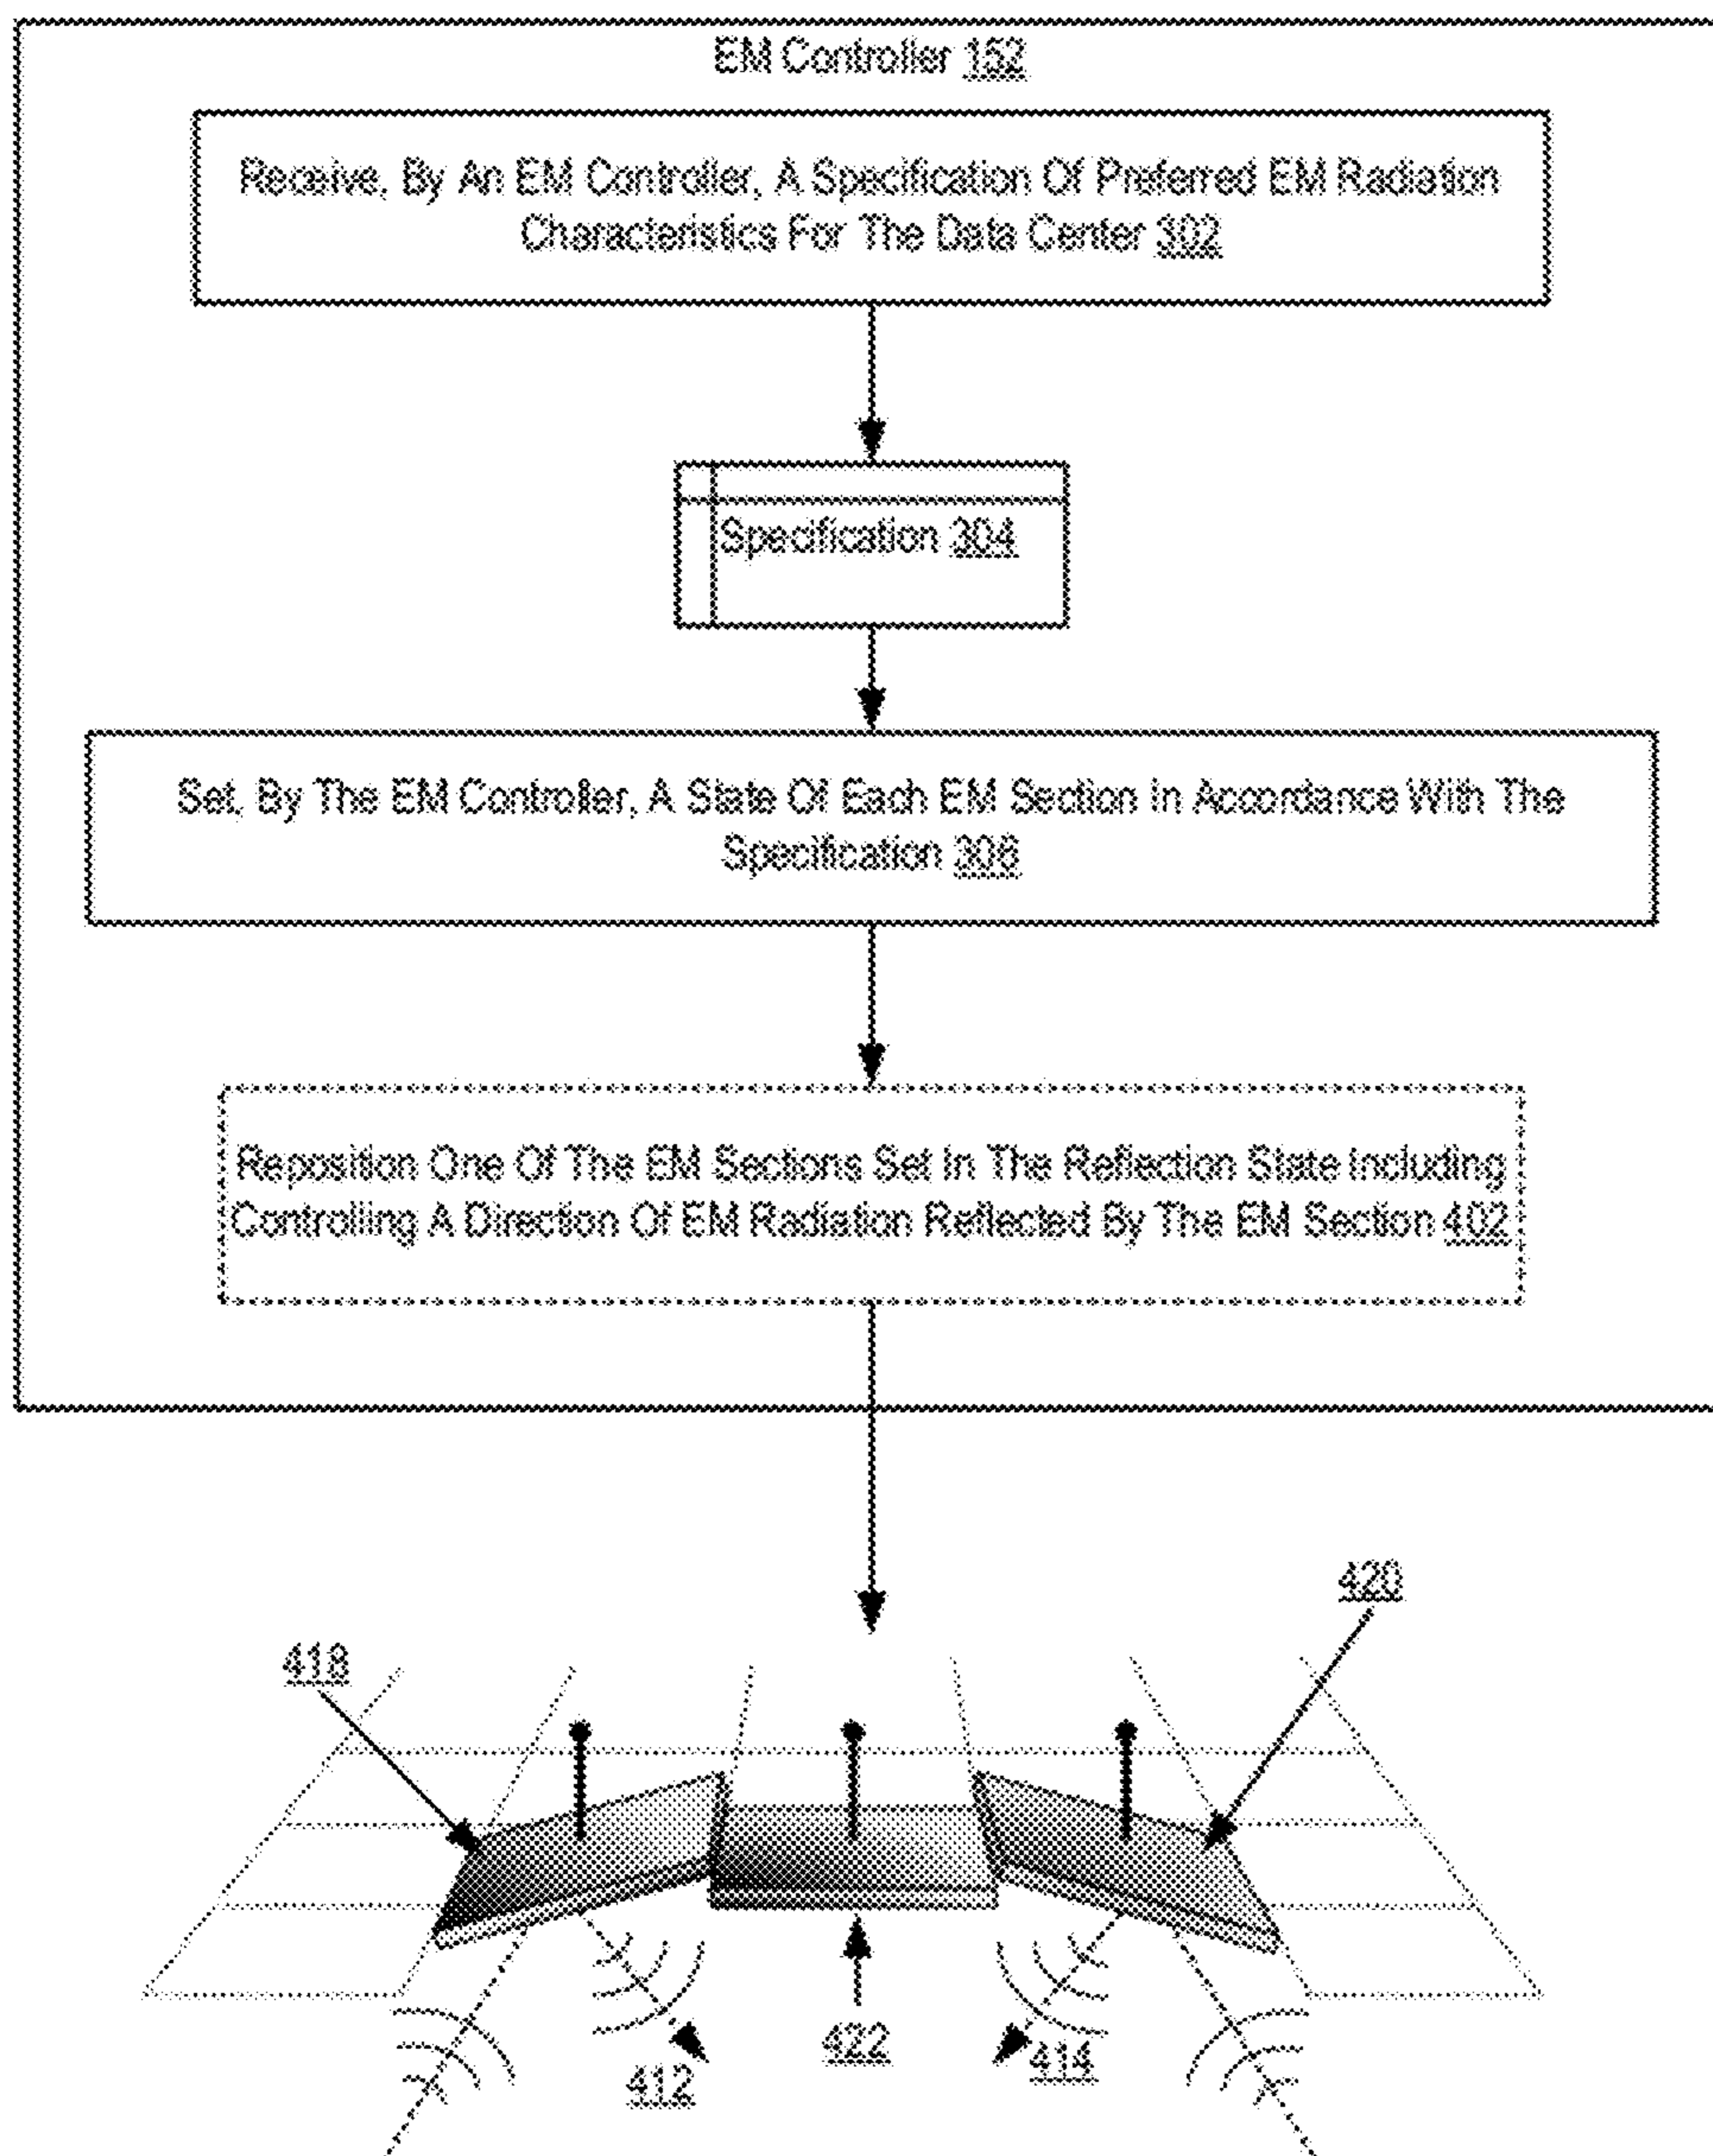 EM Controller 152
Receive, By An EM Controller, A Specification Of Preferred EM Radiation
Characteristics For The Data Center 302
Specification 304
Set, By The EM Controller, A State Of Each EM Section In Accordance With The
Specification 306
Reposition One Of The EM Sections Set In The Reflection State Including
Controlling A Direction Of EM Radiation Reflected By The EM Section 402
420
418
422
414
412